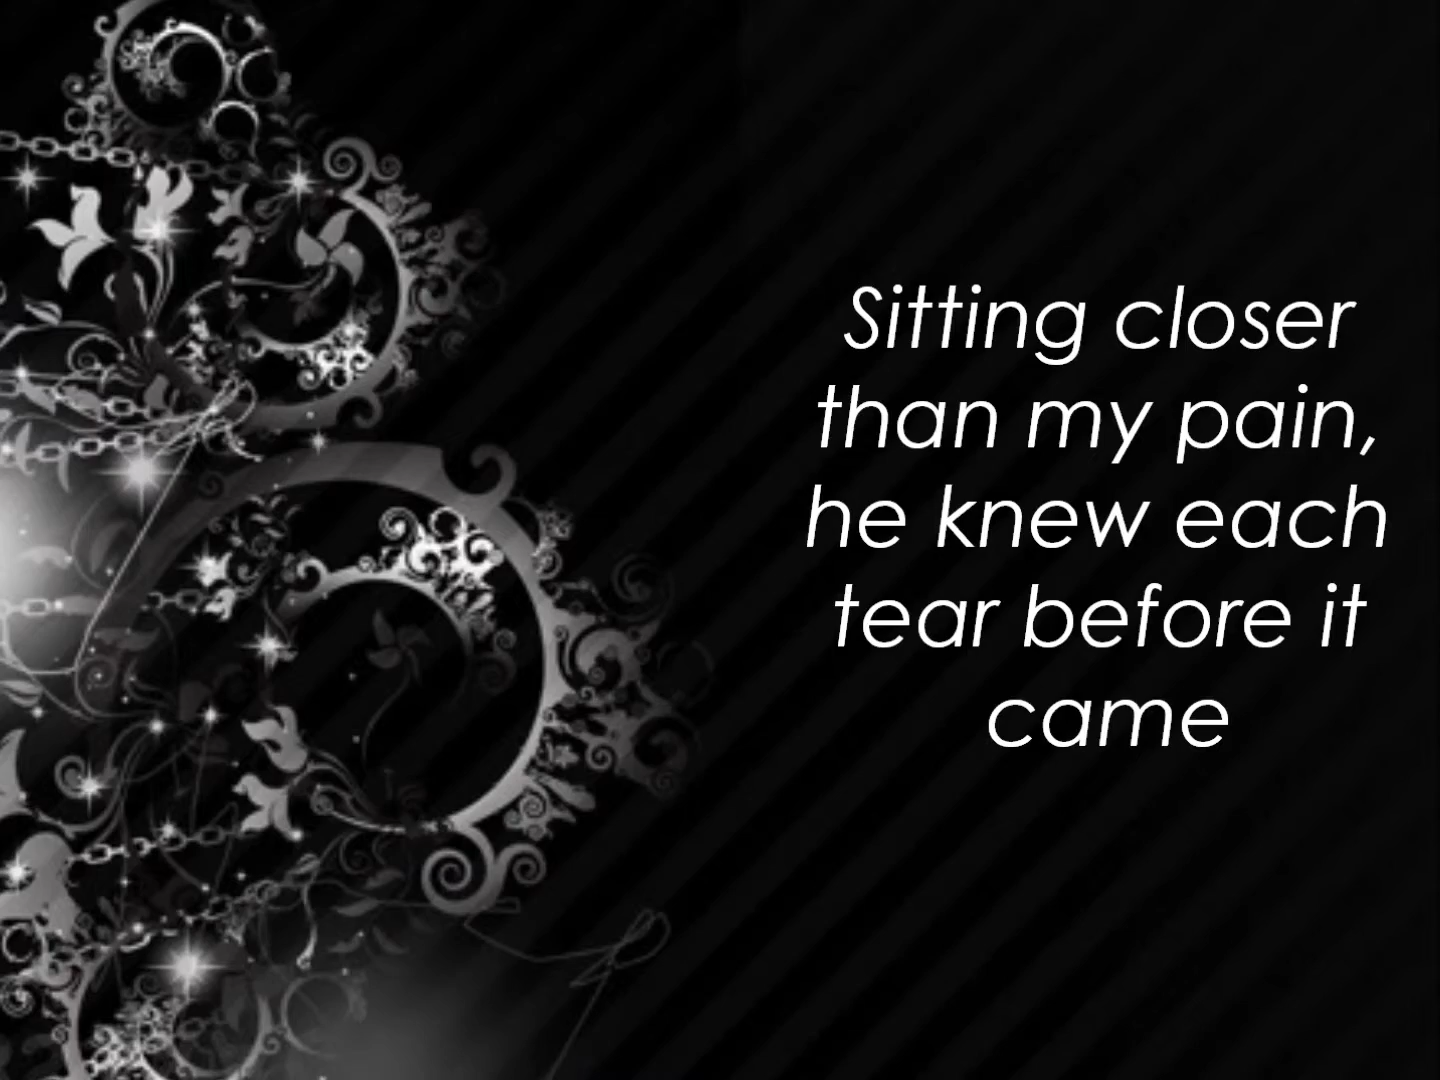 Sitting closer
than my pain,
he knew each
tear before it
came